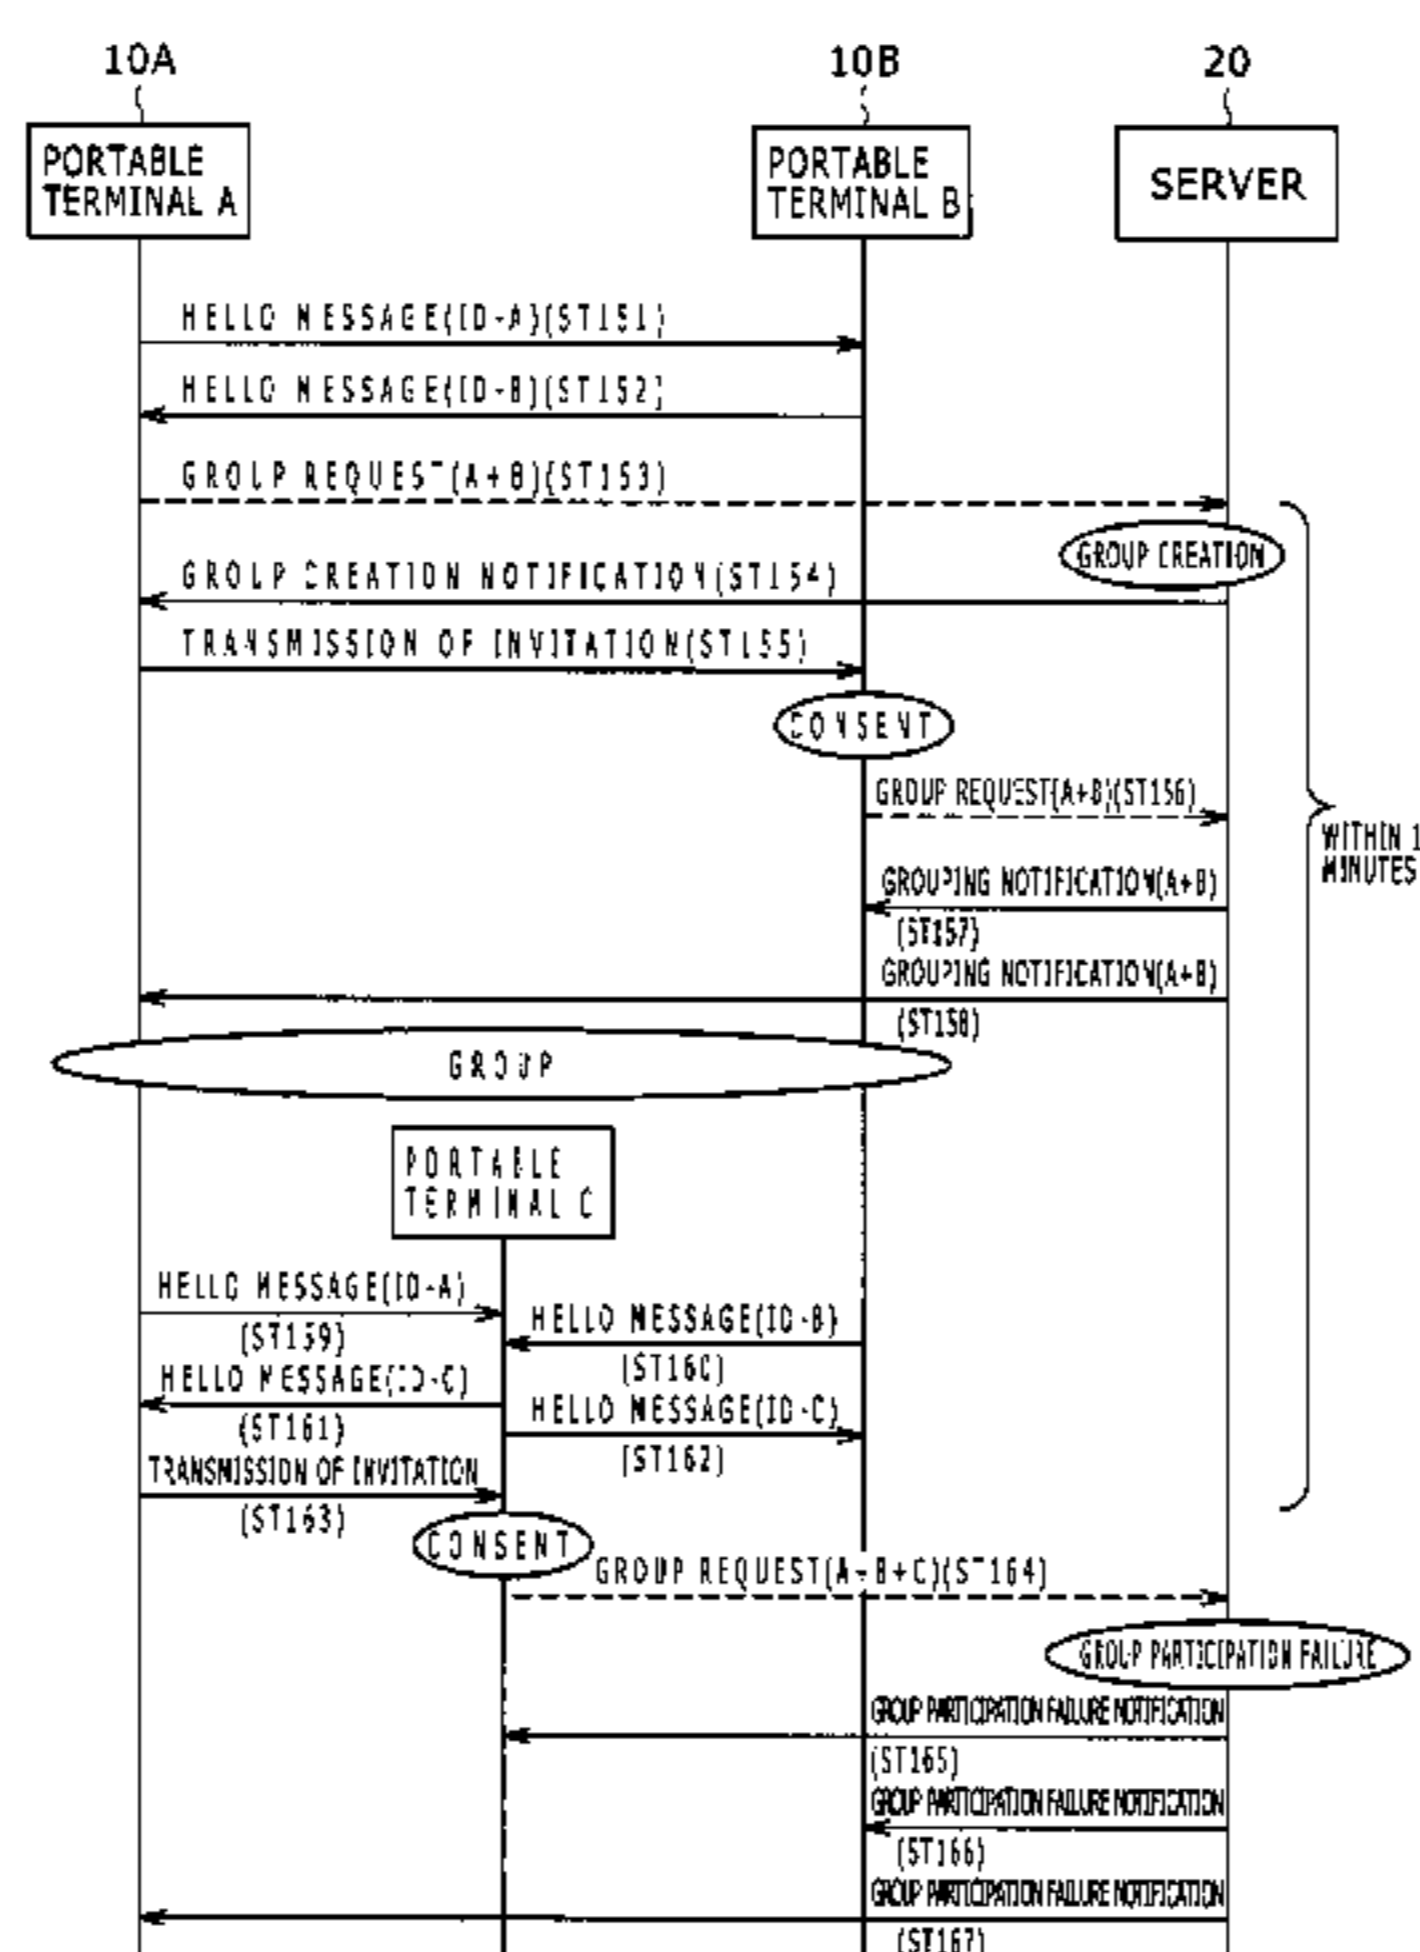 10A
10B
20
PORTABLE
TERMINAL A
PORTABLE
TERMINAL B
SERVER
HELLO MESSAGE(ID-A)(ST151)
HELLO MESSAGE(ID-B)(ST152)
GROUP REQUEST(A+B)(ST153)
GROUP CREATION
GROUP CREATION NOTIFICATION(ST154)
TRANSMISSION OF INVITATION(ST155)
CONSENT
GROUP REQUEST(A+B)(ST156)
WITHIN 1
MINUTES
GROUPING NOTIFICATION(A+B)
(ST157)
GROUPING NOTIFICATION(A+B)
(ST158)
GROUP
PORTABLE
TERMINAL C
HELLO MESSAGE(ID-A)
(ST159)
HELLO MESSAGE(ID-B)
(ST160)
HELLO MESSAGE(ID-C)
(ST161)
HELLO MESSAGE(ID-C)
(ST162)
TRANSMISSION OF INVITATION
(ST163)
CONSENT
GROUP REQUEST(A+B+C)(ST164)
GROUP PARTICIPATION FAILURE
GROUP PARTICIPATION FAILURE NOTIFICATION
(ST165)
GROUP PARTICIPATION FAILURE NOTIFICATION
(ST166)
GROUP PARTICIPATION FAILURE NOTIFICATION
(ST167)